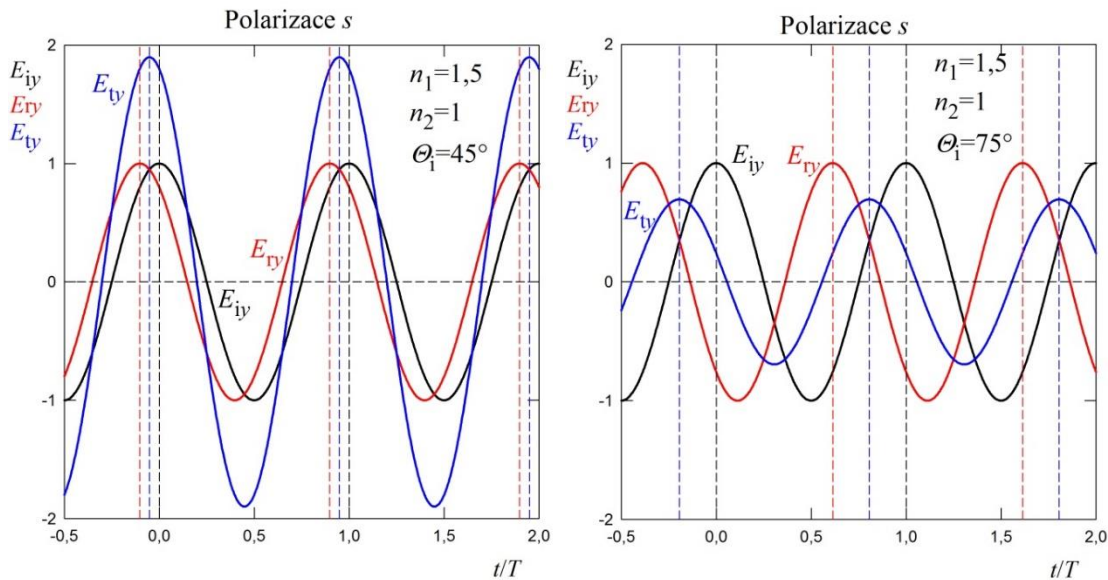 Polarizace s
E_iy
E_ry
E_ty
2
1
0
-1
-2
E_ty
n_1=1,5
n_2=1
Θ_i=45°
E_ry
E_iy
-0,5 0,0 0,5 1,0 1,5 2,0
t/T
Polarizace s
E_iy
E_ry
E_ty
2
1
0
-1
-2
n_1=1,5
n_2=1
Θ_i=75°
E_iy
E_ry
E_ty
-0,5 0,0 0,5 1,0 1,5 2,0
t/T